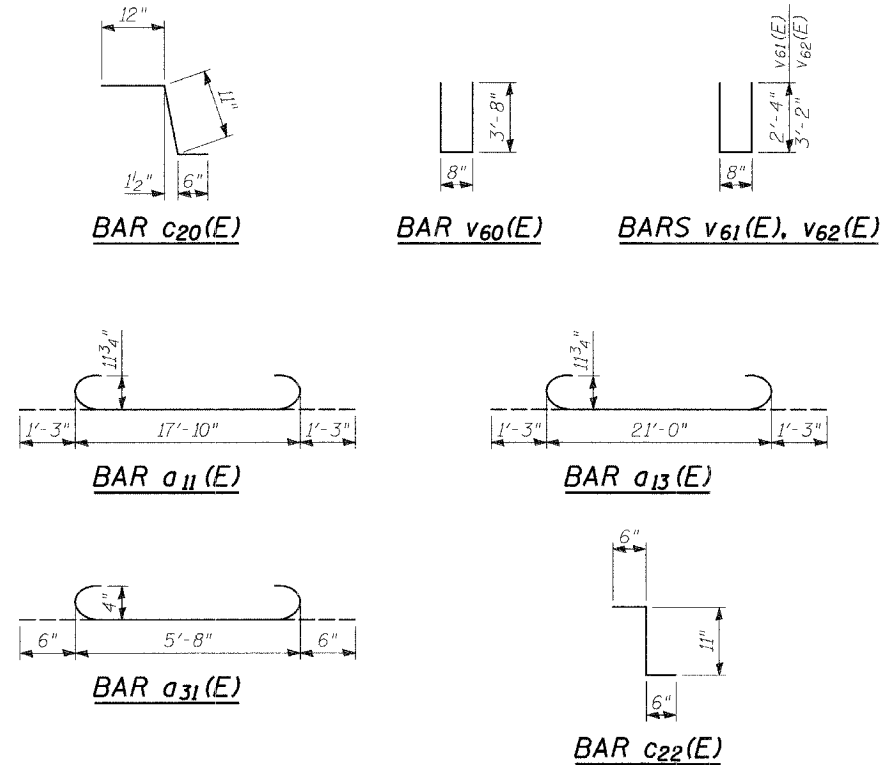 12"
11"
1½"
6"
BAR c20(E)
3'-8"
8"
BAR v60(E)
v61(E)
v62(E)
2'-4"
3'-2"
8"
BARS v61(E), v62(E)
11¾"
1'-3"
17'-10"
1'-3"
BAR a11(E)
11¾"
1'-3"
21'-0"
1'-3"
BAR a13(E)
4"
6"
5'-8"
6"
BAR a31(E)
6"
11"
6"
BAR c22(E)